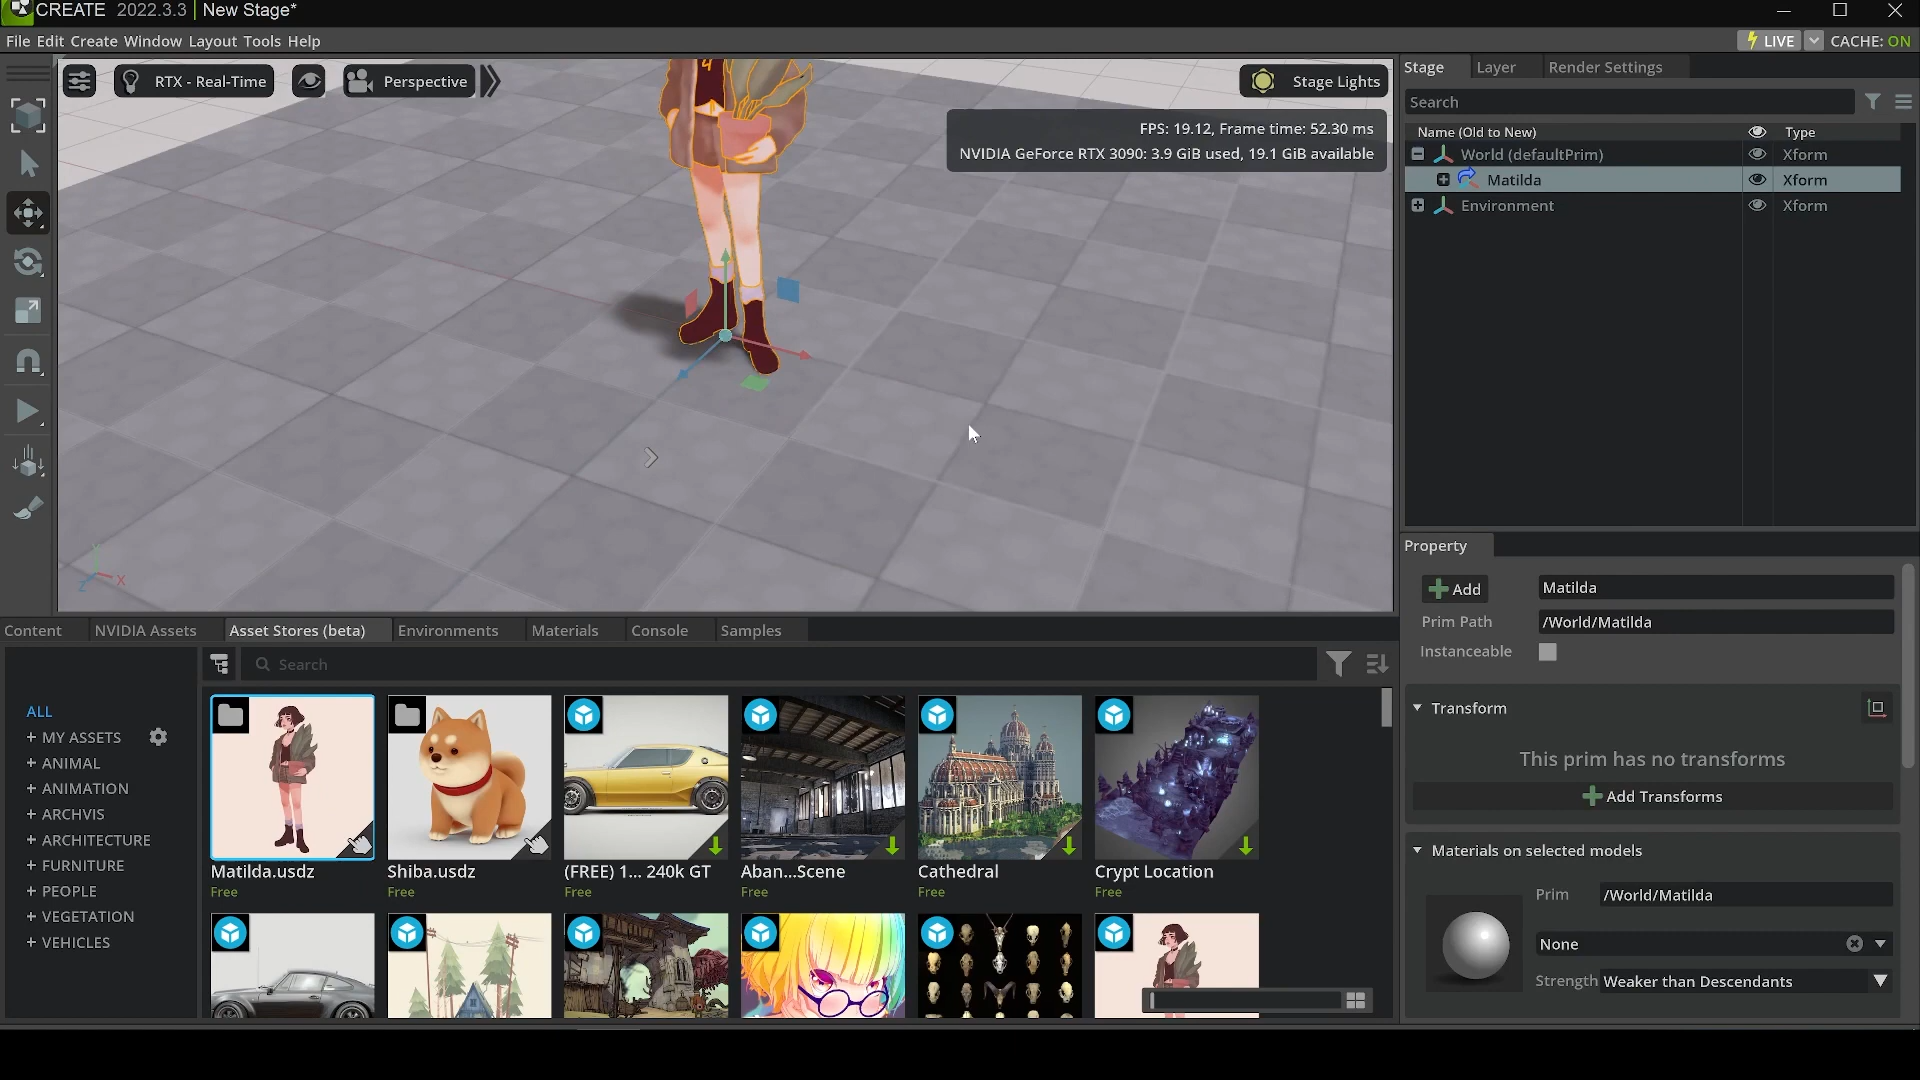 CREATE 2022.3.3 New Stage*
File Edit Create Window Layout Tools Help
LIVE CACHE: ON
RTX - Real-Time Perspective
Stage Lights
FPS: 19.12, Frame time: 52.30 ms
NVIDIA GeForce RTX 3090: 3.9 GiB used, 19.1 GiB available
X
Y
Z
Stage Layer Render Settings
Search
Name (Old to New) Type
World (defaultPrim) Xform
Matilda Xform
Environment Xform
Property
Add Matilda
Prim Path /World/Matilda
Instanceable
Transform
This prim has no transforms
Add Transforms
Materials on selected models
Prim /World/Matilda
None
Strength Weaker than Descendants
Content NVIDIA Assets Asset Stores (beta) Environments Materials Console Samples
Search
ALL
+ MY ASSETS
+ ANIMAL
+ ANIMATION
+ ARCHVIS
+ ARCHITECTURE
+ FURNITURE
+ PEOPLE
+ VEGETATION
+ VEHICLES
Matilda.usdz
Free
Shiba.usdz
Free
(FREE) 1... 240k GT
Free
Aban...Scene
Free
Cathedral
Free
Crypt Location
Free